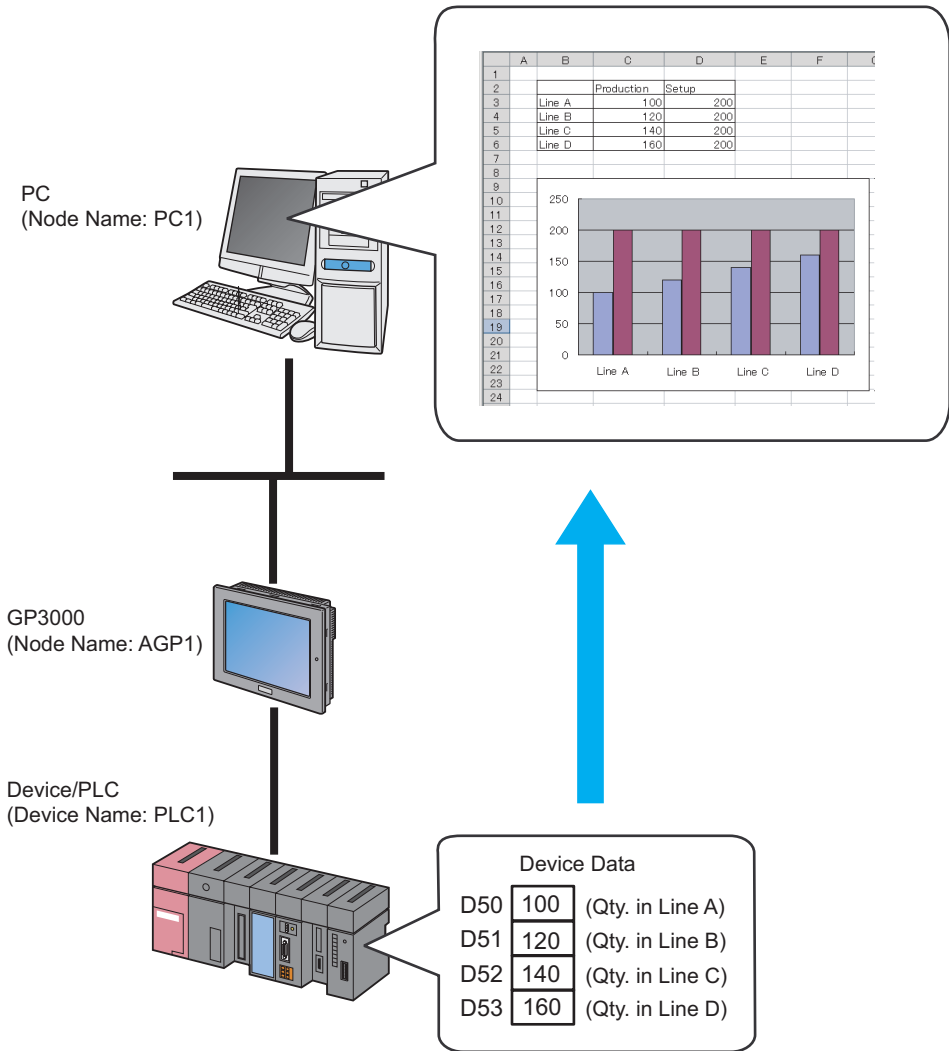 A B C D E F
1
2 Production Setup
3 Line A 100 200
4 Line B 120 200
5 Line C 140 200
6 Line D 160 200
7
8
9
10
11
12
13
14
15
16
17
18
19
20
21
22
23
24
250
200
150
100
50
0
Line A Line B Line C Line D
PC
(Node Name: PC1)
GP3000
(Node Name: AGP1)
Device/PLC
(Device Name: PLC1)
Device Data
D50 100 (Qty. in Line A)
D51 120 (Qty. in Line B)
D52 140 (Qty. in Line C)
D53 160 (Qty. in Line D)